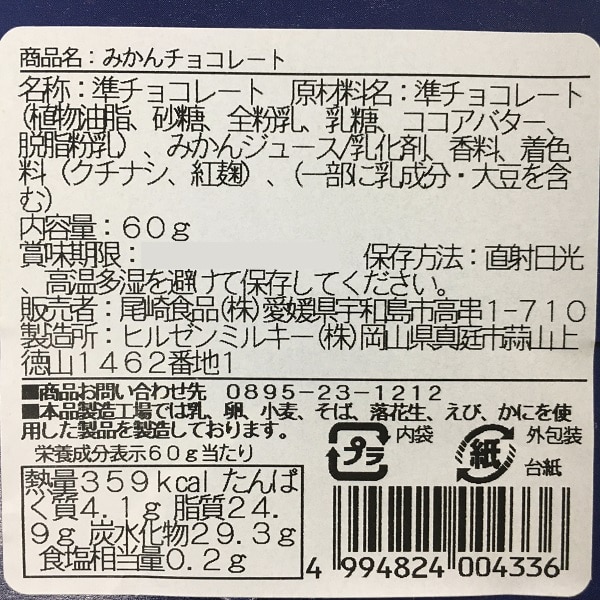 商品名：みかんチョコレート
名称：準チョコレート　原材料名：準チョコレート
(植物油脂、砂糖、全粉乳、乳糖、ココアバター、
脱脂粉乳)、みかんジュース/乳化剤、香料、着色
料（クチナシ、紅麹）、（一部に乳成分・大豆を含
む）
内容量：６０ｇ
賞味期限：　保存方法：直射日光
、高温多湿を避けて保存してください。
販売者：尾崎食品(株)愛媛県宇和島市高串1-710
製造所：ヒルゼンミルキー(株)岡山県真庭市蒜山上
徳山1462番地1
■商品お問い合わせ先　0895-23-1212
■本品製造工場では乳、卵、小麦、そば、落花生、えび、かにを使
用した製品を製造しております。
栄養成分表示60g当たり
熱量359kcal たんぱ
く質4.1g 脂質24.
9g 炭水化物29.3g
食塩相当量0.2g
プラ 内袋
紙 外包装
台紙
4 994824 004336